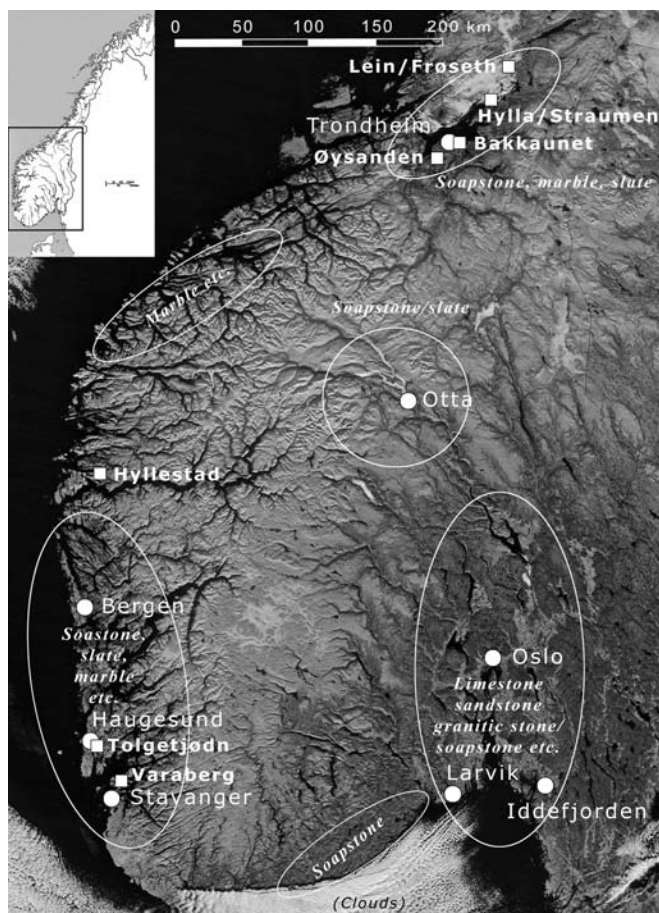 0 50 100 150 200 km
Lein/Frøseth
Hylla/Straumen
Trondheim
Bakkaunet
Øysanden
Soapstone, marble, slate
Marble etc.
Soapstone/slate
Otta
Hyllestad
Bergen
Soastone,
slate,
marble
etc.
Oslo
Limestone
sandstone
granitic stone/
soapstone etc.
Haugesund
Tolgetjødn
Varaberg
Stavanger
Larvik
Iddefjorden
Soapstone
(Clouds)